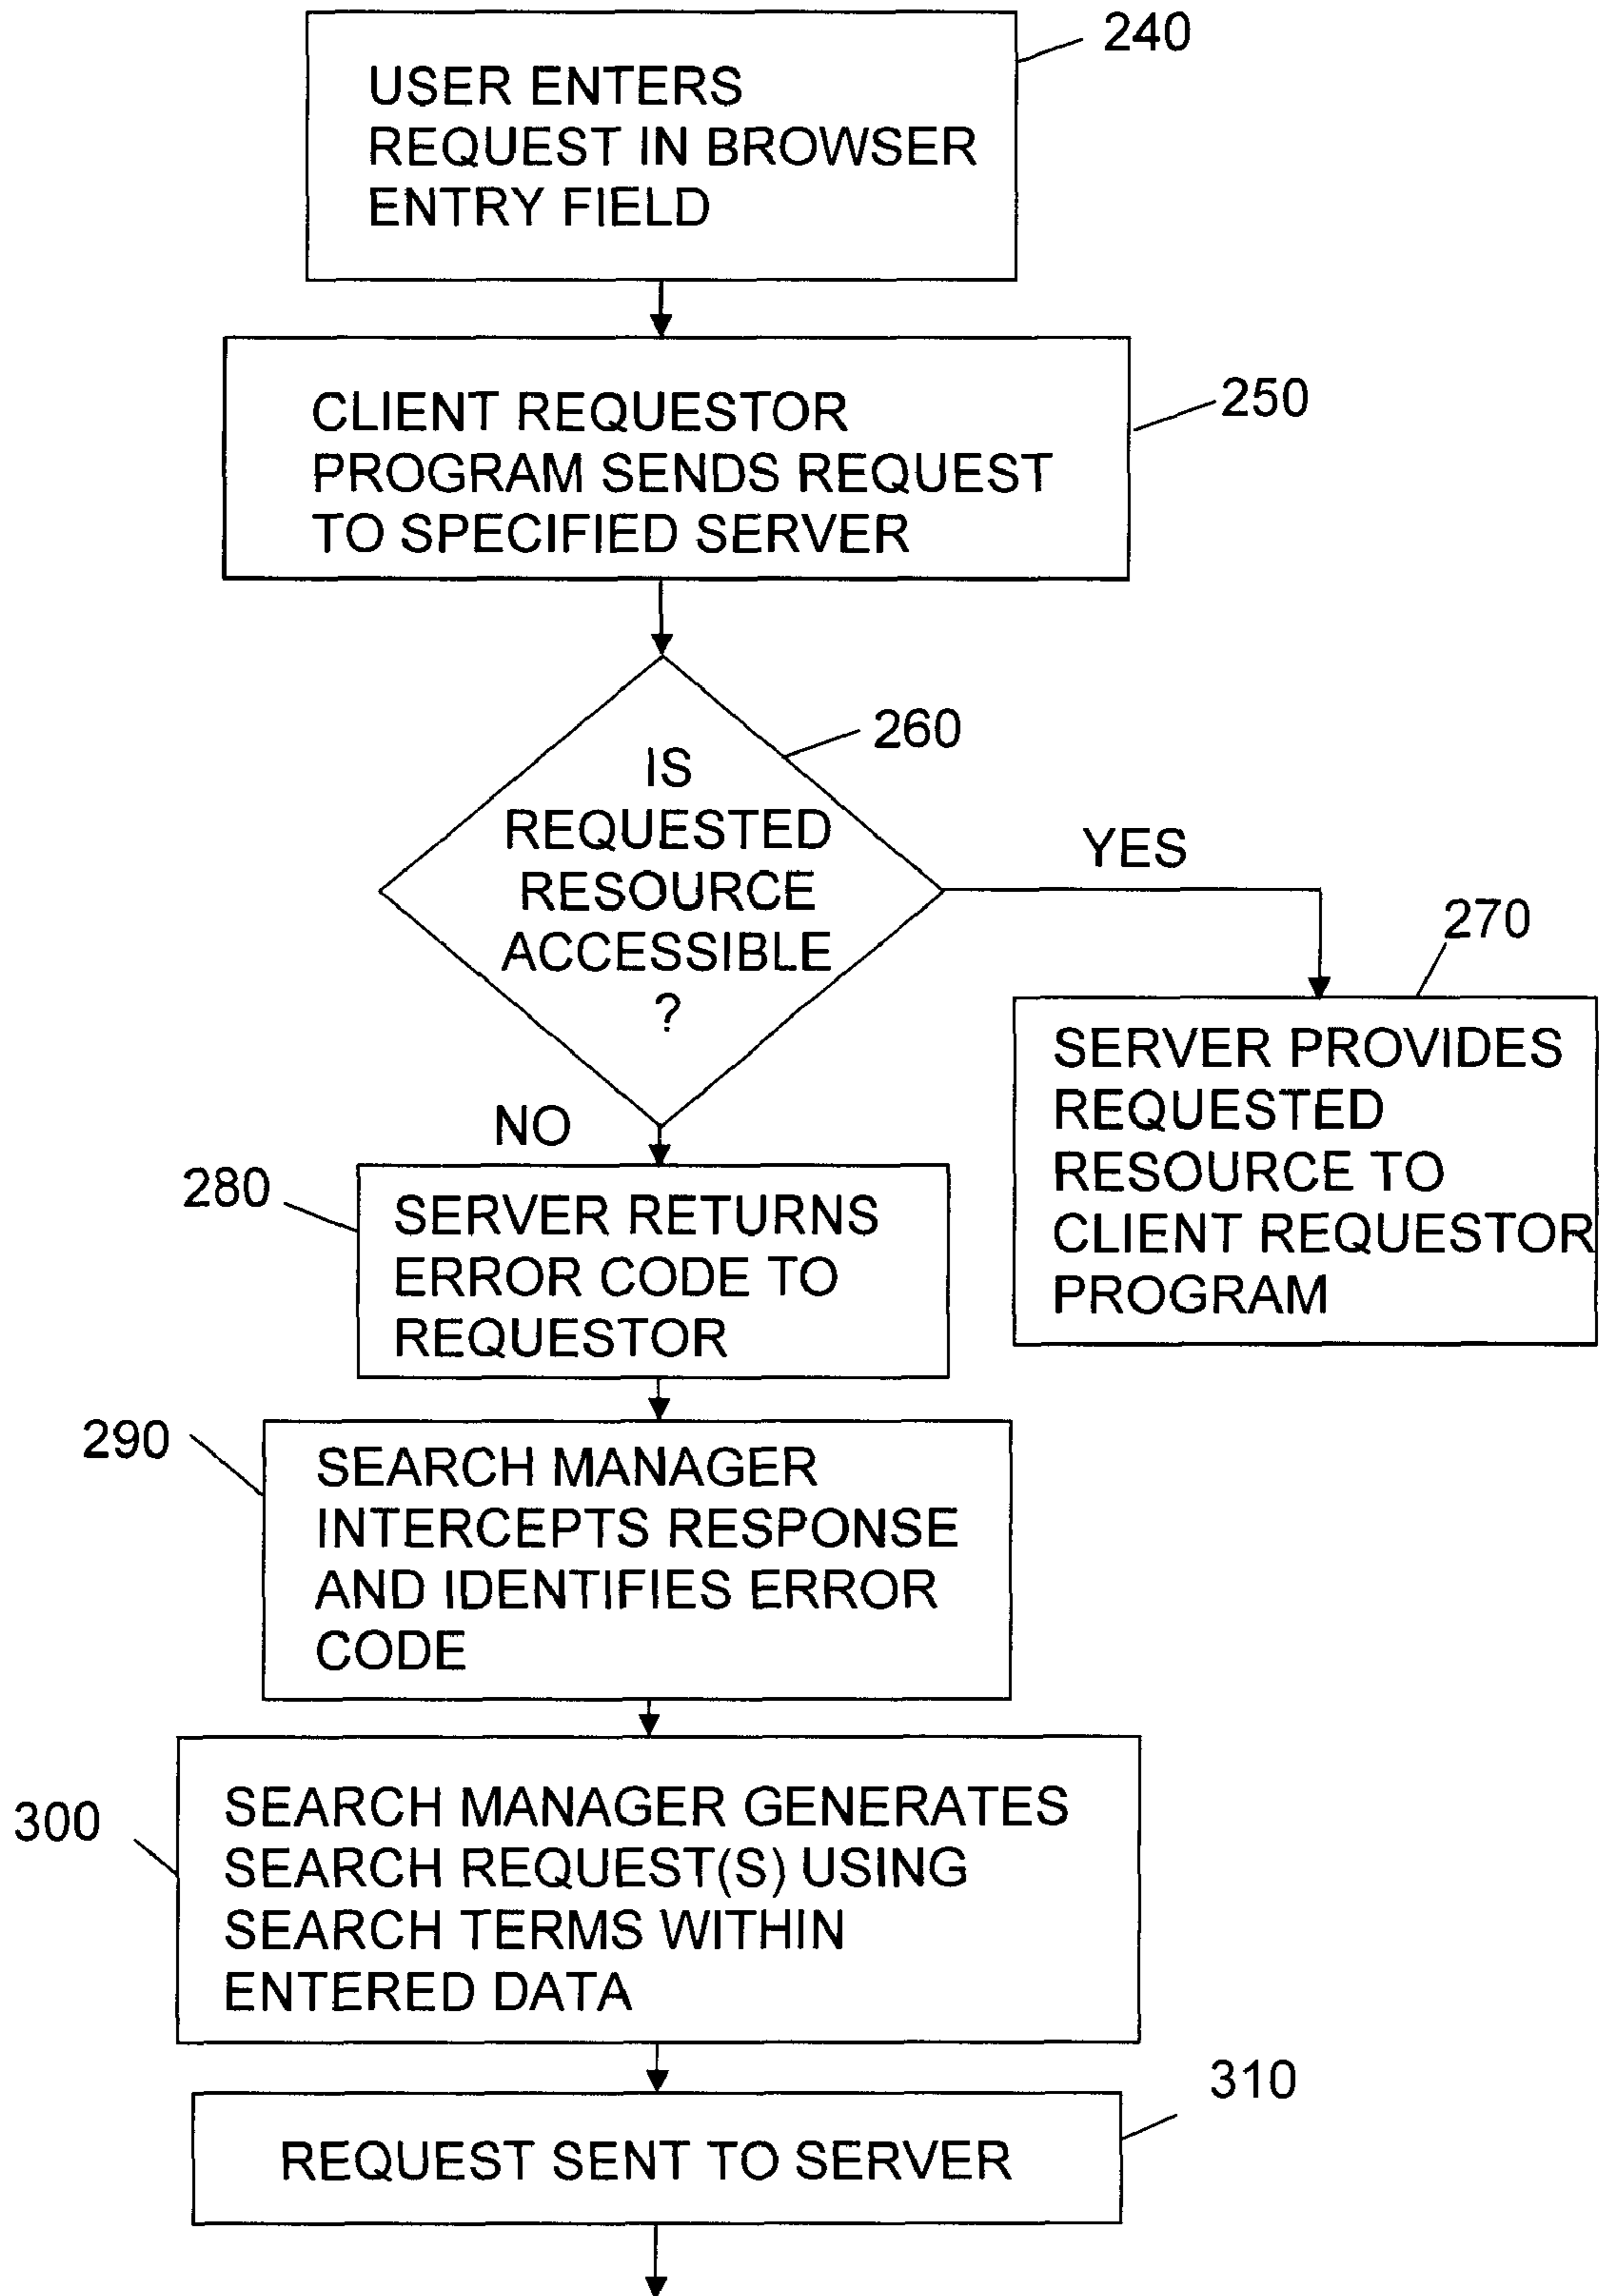 240
USER ENTERS
REQUEST IN BROWSER
ENTRY FIELD
250
CLIENT REQUESTOR
PROGRAM SENDS REQUEST
TO SPECIFIED SERVER
260
IS
REQUESTED
RESOURCE
ACCESSIBLE
?
YES
270
SERVER PROVIDES
REQUESTED
RESOURCE TO
CLIENT REQUESTOR
PROGRAM
NO
280
SERVER RETURNS
ERROR CODE TO
REQUESTOR
290
SEARCH MANAGER
INTERCEPTS RESPONSE
AND IDENTIFIES ERROR
CODE
300
SEARCH MANAGER GENERATES
SEARCH REQUEST(S) USING
SEARCH TERMS WITHIN
ENTERED DATA
310
REQUEST SENT TO SERVER